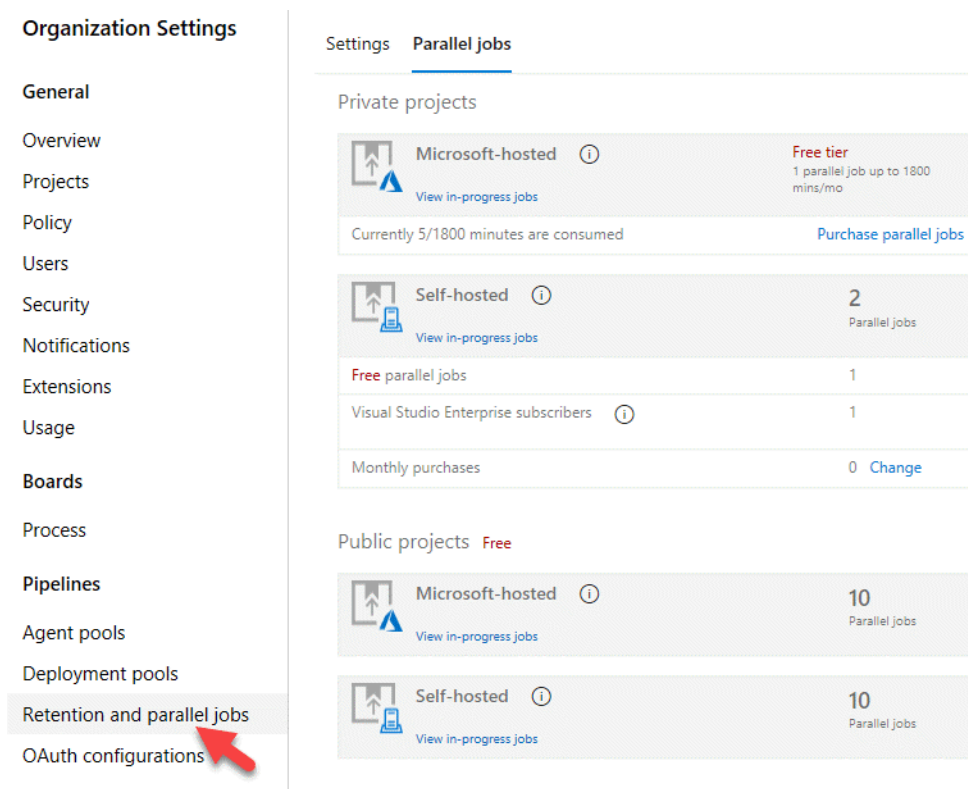 Organization Settings
General
Overview
Projects
Policy
Users
Security
Notifications
Extensions
Usage
Boards
Process
Pipelines
Agent pools
Deployment pools
Retention and parallel jobs
OAuth configurations
Settings Parallel jobs
Private projects
Microsoft-hosted
Free tier
1 parallel job up to 1800
mins/mo
View in-progress jobs
Currently 5/1800 minutes are consumed Purchase parallel jobs
Self-hosted
2
Parallel jobs
View in-progress jobs
Free parallel jobs 1
Visual Studio Enterprise subscribers 1
Monthly purchases 0 Change
Public projects Free
Microsoft-hosted
10
Parallel jobs
View in-progress jobs
Self-hosted
10
Parallel jobs
View in-progress jobs